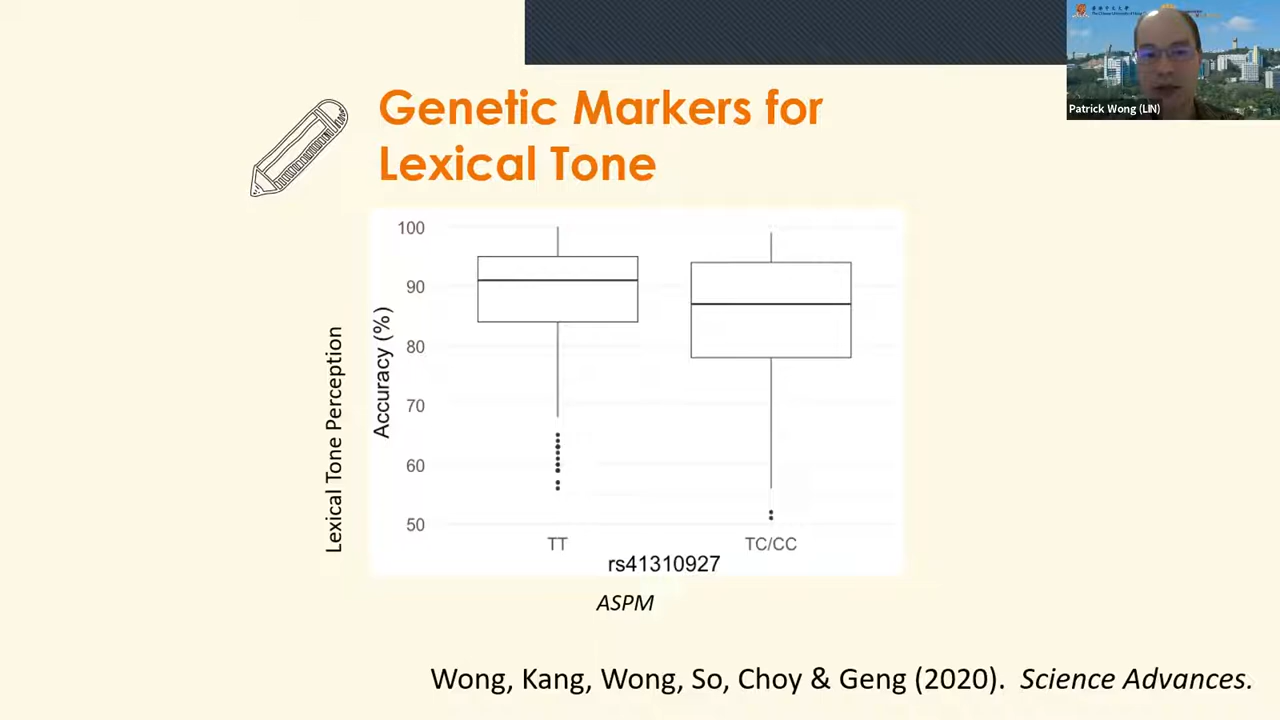 Patrick Wong (LIN)
Genetic Markers for
Lexical Tone
Lexical Tone Perception
Accuracy (%)
100
90
80
70
60
50
TT
TC/CC
rs41310927
ASPM
Wong, Kang, Wong, So, Choy & Geng (2020). Science Advances.